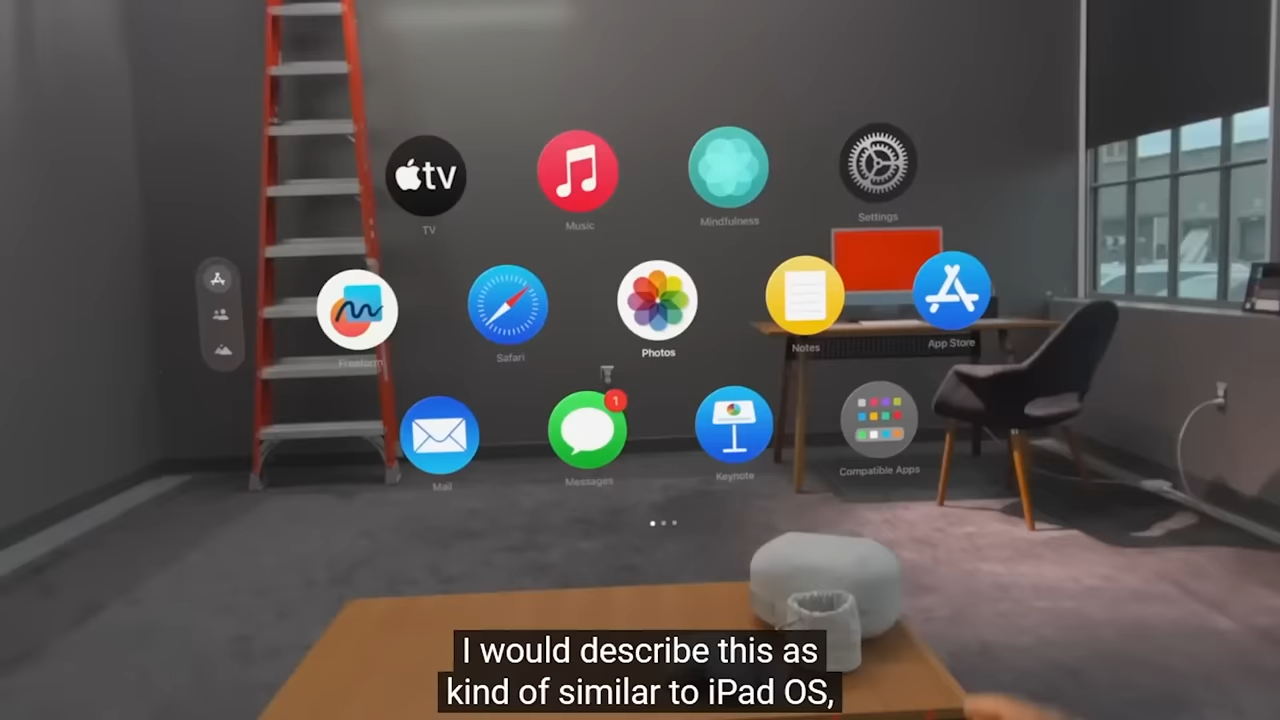 tv
TV
Music
Mindfulness
Settings
Freeform
Safari
Photos
Notes
App Store
1
Mail
Messages
Keynote
Compatible Apps
I would describe this as
kind of similar to iPad OS,